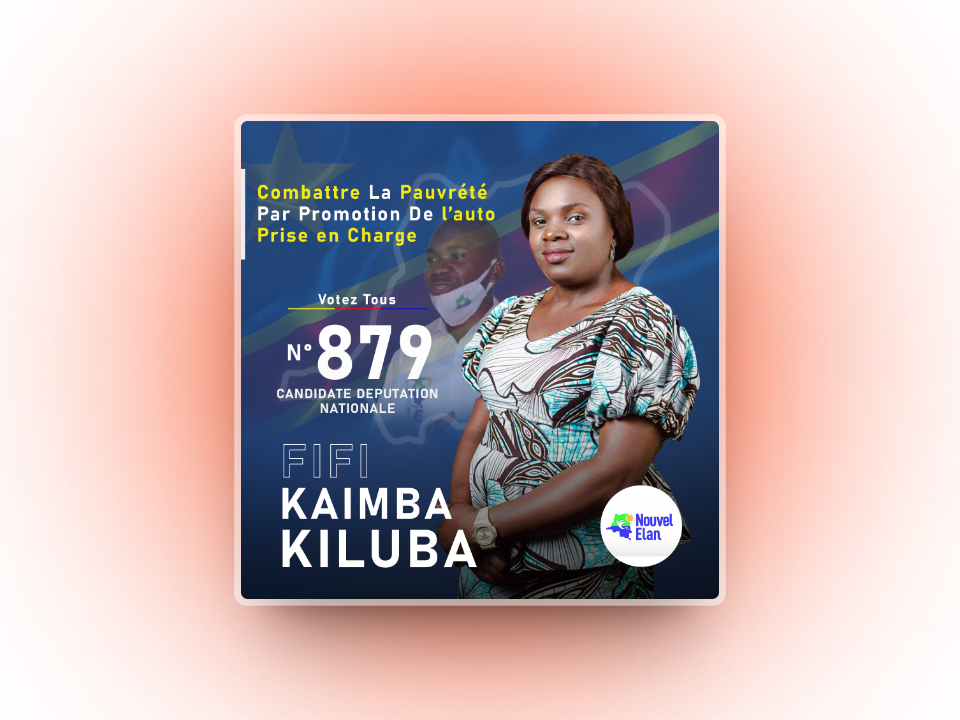 Combattre La Pauvrété
Par Promotion De l'auto
Prise en Charge
Votez Tous
N° 879
CANDIDATE DEPUTATION
NATIONALE
FIFI
KAIMBA
KILUBA
Nouvel
Elan